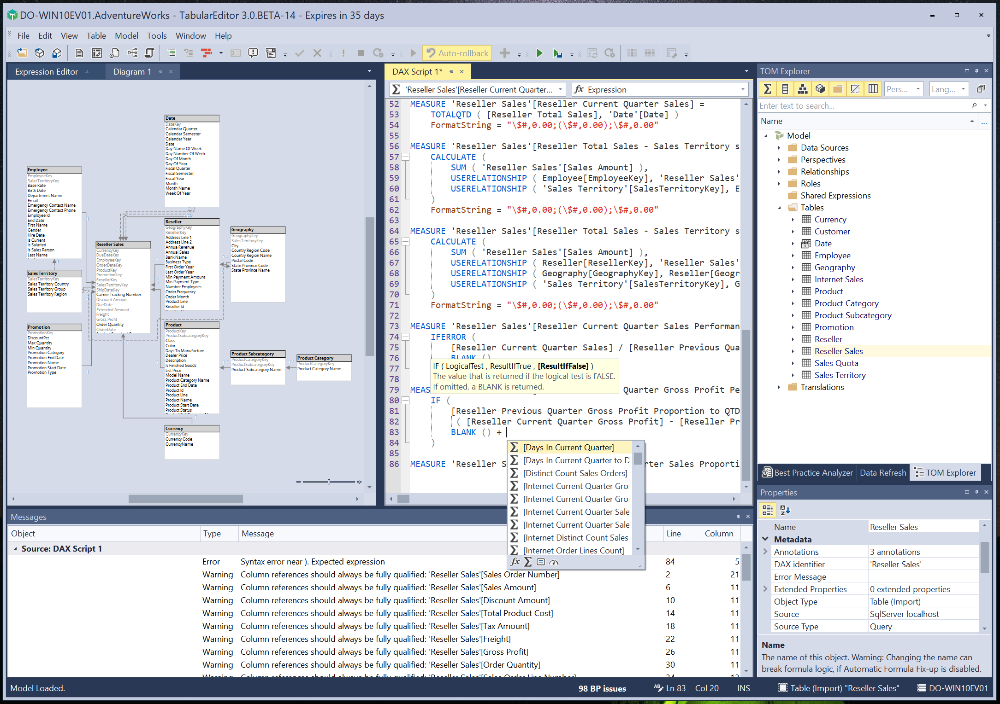 DO-WIN10EV01.AdventureWorks - TabularEditor 3.0.BETA-14 - Expires in 35 days
File Edit View Table Model Tools Window Help
Auto-rollback
Expression Editor
Diagram 1
Date
DateKey
Calendar Quarter
Calendar Semester
Calendar Year
Date
Day Name Of Week
Day Number Of Week
Day Of Month
Day Of Year
Fiscal Quarter
Fiscal Semester
Fiscal Year
Month
Month Name
Week Of Year
Employee
EmployeeKey
SalesTerritoryKey
Base Rate
Birth Date
Department Name
Email
Emergency Contact Name
Emergency Contact Phone
Employee Id
End Date
First Name
Gender
Hire Date
Is Current
Is Salaried
Is Sales Person
Last Name
Reseller
GeographyKey
ResellerKey
Address Line 1
Address Line 2
Annua Revenue
Annual Sales
Bank Name
Business Type
First Order Year
Last Order Year
Min Payment Amount
Min Payment Type
Number Employees
Order Frequency
Order Month
Product Line
Reseller Id
Geography
GeographyKey
SalesTerritoryKey
City
Country Region Code
Country Region Name
Postal Code
State Province Code
State Province Name
Reseller Sales
CurrencyKey
DueDateKey
EmployeeKey
OrderDateKey
ProductKey
PromotionKey
ResellerKey
SalesTerritoryKey
ShipDateKey
Carrier Tracking Number
Discount Amount
DueDate
Extended Amount
Freight
Gross Profit
Order Quantity
OrderDate
Sales Territory
SalesTerritoryKey
Sales Territory Country
Sales Territory Group
Sales Territory Region
Promotion
PromotionKey
DiscountPct
Max Quantity
Min Quantity
Promotion Category
Promotion End Date
Promotion Name
Promotion Start Date
Promotion Type
Product
ProductKey
ProductSubcategoryKey
Class
Color
Days To Manufacture
Dealer Price
Description
Is Finished Goods
List Price
Model Name
Product Category Name
Product End Date
Product Id
Product Line
Product Name
Product Start Date
Product Status
Product Subcategory
ProductCategoryKey
ProductSubcategoryKey
Product Subcategory Name
Product Category
ProductCategoryKey
Product Category Name
Currency
CurrencyKey
Currency Code
CurrencyName
DAX Script 1*
'Reseller Sales'[Reseller Current Quarter...
fx Expression
52 MEASURE 'Reseller Sales'[Reseller Current Quarter Sales] =
53 TOTALQTD ( [Reseller Total Sales], 'Date'[Date] )
54 FormatString = "\$#,0.00;(\$#,0.00);\$#,0.00"
55
56 MEASURE 'Reseller Sales'[Reseller Total Sales - Sales Territory s
57 CALCULATE (
58 SUM ( 'Reseller Sales'[Sales Amount] ),
59 USERELATIONSHIP ( Employee[EmployeeKey], 'Reseller Sales'
60 USERELATIONSHIP ( 'Sales Territory'[SalesTerritoryKey], E
61 )
62 FormatString = "\$#,0.00;(\$#,0.00);\$#,0.00"
63
64 MEASURE 'Reseller Sales'[Reseller Total Sales - Sales Territory s
65 CALCULATE (
66 SUM ( 'Reseller Sales'[Sales Amount] ),
67 USERELATIONSHIP ( Reseller[ResellerKey], 'Reseller Sales'
68 USERELATIONSHIP ( Geography[GeographyKey], Reseller[Geogr
69 USERELATIONSHIP ( 'Sales Territory'[SalesTerritoryKey], G
70 )
71 FormatString = "\$#,0.00;(\$#,0.00);\$#,0.00"
72
73 MEASURE 'Reseller Sales'[Reseller Current Quarter Sales Performan
74 IFERROR (
75 [Reseller Current Quarter Sales] / [Reseller Previous Qua
76 BLANK ()
77
78
IF ( LogicalTest , ResultIfTrue , [ResultIfFalse] )
The value that is returned if the logical test is FALSE.
If omitted, a BLANK is returned.
79 MEAS Quarter Gross Profit Pe
80 IF (
81 [Reseller Previous Quarter Gross Profit Proportion to QTD
82 ( [Reseller Current Quarter Gross Profit] - [Reseller Pr
83 BLANK () +
84 )
85
86 MEASURE 'Reseller S rter Sales Proporti
[Days In Current Quarter]
[Days In Current Quarter to D
[Distinct Count Sales Orders]
[Internet Current Quarter Gro
[Internet Current Quarter Gro
[Internet Current Quarter Sale
[Internet Current Quarter Sale
[Internet Distinct Count Sales
[Internet Order Lines Count]
TOM Explorer
Pers...
Lang...
Enter text to search...
Name
Model
Data Sources
Perspectives
Relationships
Roles
Shared Expressions
Tables
Currency
Customer
Date
Employee
Geography
Internet Sales
Product
Product Category
Product Subcategory
Promotion
Reseller
Reseller Sales
Sales Quota
Sales Territory
Translations
Best Practice Analyzer
Data Refresh
TOM Explorer
Properties
Name Reseller Sales
Metadata
Annotations 3 annotations
DAX identifier 'Reseller Sales'
Error Message
Extended Properties 0 extended properties
Object Type Table (Import)
Source SqlServer localhost
Source Type Query
Name
The name of this object. Warning: Changing the name can
break formula logic, if Automatic Formula Fix-up is disabled.
Messages
Object Type Message Line Column
Source: DAX Script 1
Error Syntax error near ). Expected expression 84 5
Warning Column references should always be fully qualified: 'Reseller Sales'[Sales Order Number] 2 21
Warning Column references should always be fully qualified: 'Reseller Sales'[Sales Amount] 6 11
Warning Column references should always be fully qualified: 'Reseller Sales'[Discount Amount] 10 11
Warning Column references should always be fully qualified: 'Reseller Sales'[Total Product Cost] 14 11
Warning Column references should always be fully qualified: 'Reseller Sales'[Tax Amount] 18 11
Warning Column references should always be fully qualified: 'Reseller Sales'[Freight] 22 11
Warning Column references should always be fully qualified: 'Reseller Sales'[Gross Profit] 26 11
Warning Column references should always be fully qualified: 'Reseller Sales'[Order Quantity] 30 11
Model Loaded.
98 BP issues
Ln 83 Col 20 INS
Table (Import) "Reseller Sales"
DO-WIN10EV01